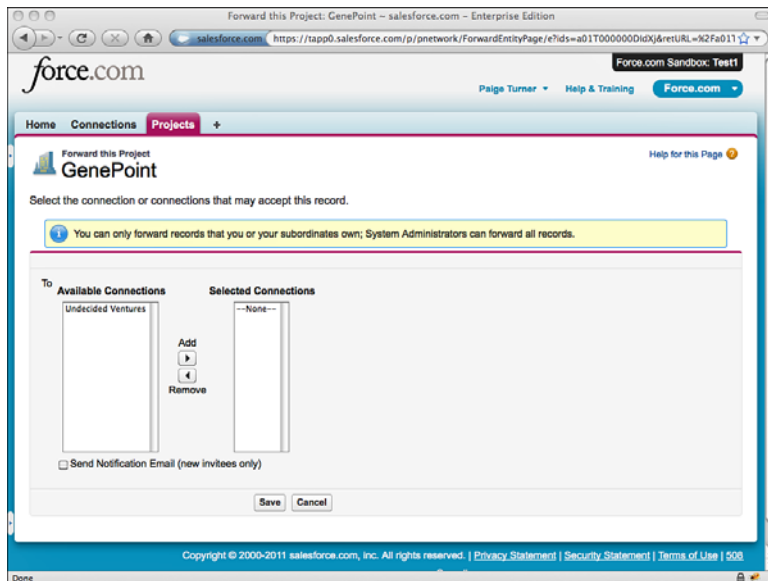 Forward this Project: GenePoint – salesforce.com – Enterprise Edition
salesforce.com https://tapp0.salesforce.com/p/pnetwork/ForwardEntityPage/e?ids=a01T000000DIdXj&retURL=%2Fa01T
force.com
Force.com Sandbox: Test1
Paige Turner Help & Training Force.com
Home Connections Projects +
Forward this Project
GenePoint
Help for this Page ?
Select the connection or connections that may accept this record.
You can only forward records that you or your subordinates own; System Administrators can forward all records.
To
Available Connections Selected Connections
Undecided Ventures --None--
Add
Remove
Send Notification Email (new invitees only)
Save Cancel
Copyright © 2000-2011 salesforce.com, inc. All rights reserved. | Privacy Statement | Security Statement | Terms of Use | 508
Done